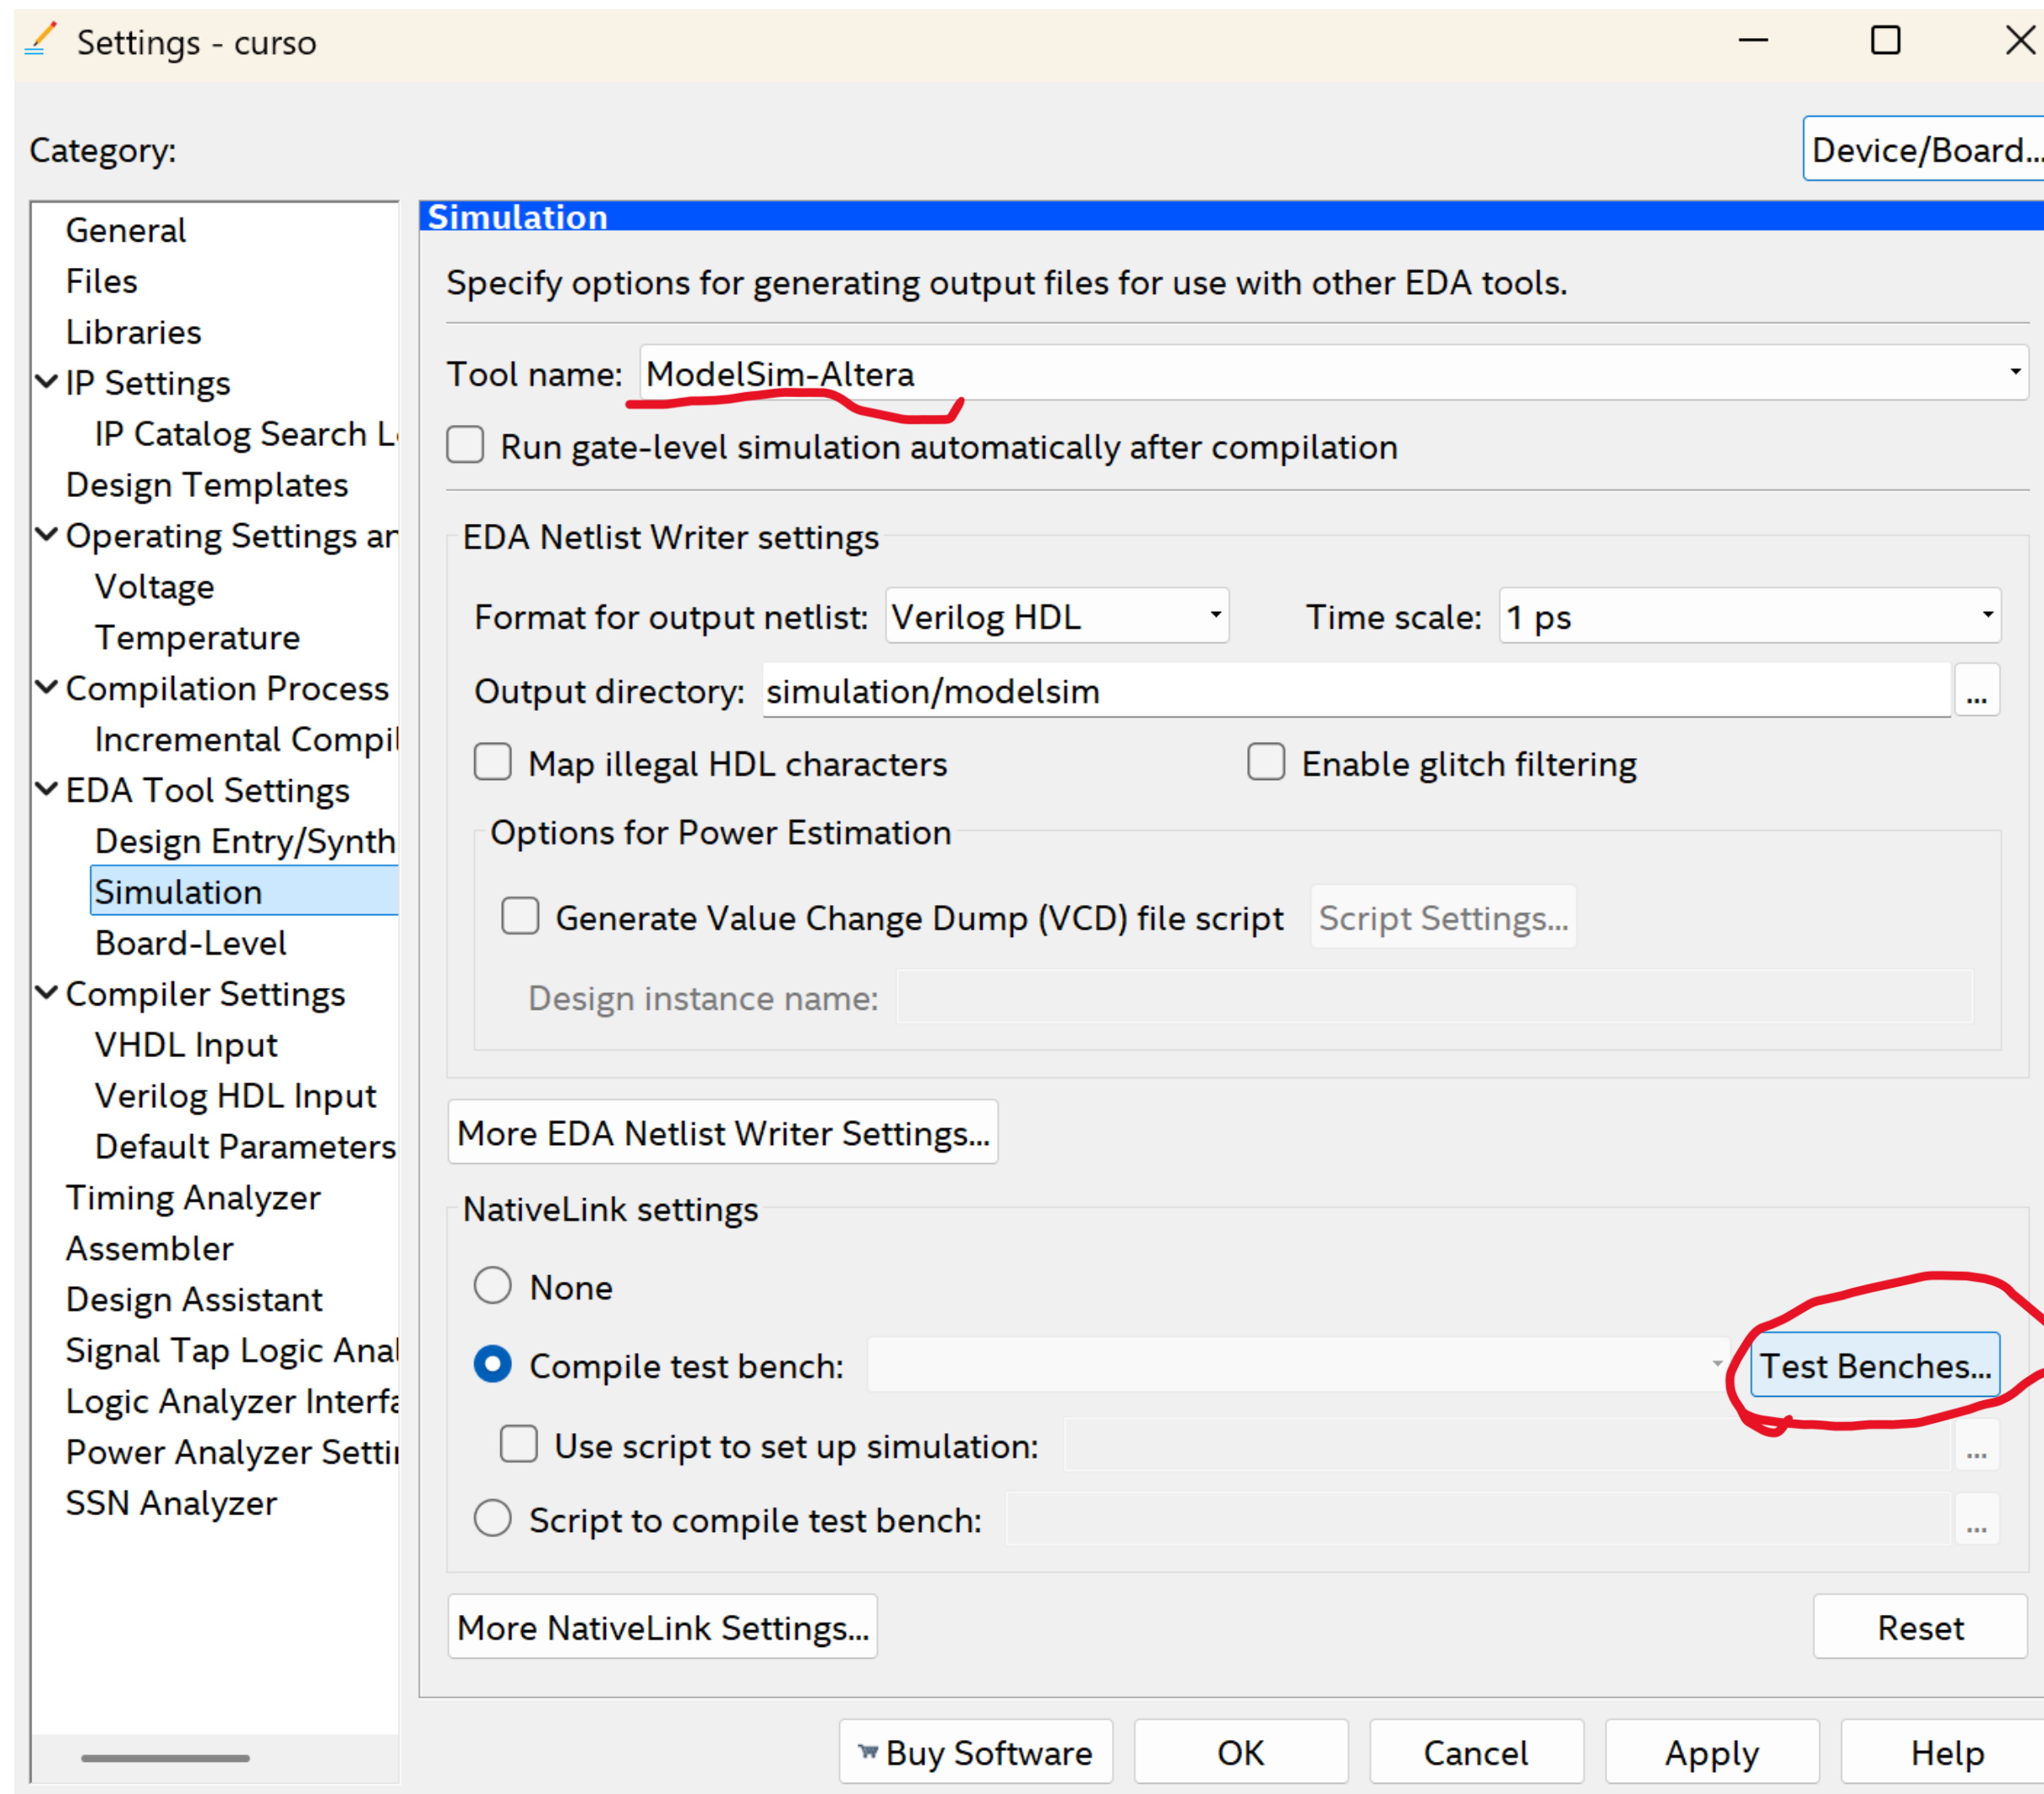 Settings - curso
Category:
Device/Board...
General
Files
Libraries
IP Settings
IP Catalog Search L
Design Templates
Operating Settings an
Voltage
Temperature
Compilation Process
Incremental Compil
EDA Tool Settings
Design Entry/Synth
Simulation
Board-Level
Compiler Settings
VHDL Input
Verilog HDL Input
Default Parameters
Timing Analyzer
Assembler
Design Assistant
Signal Tap Logic Anal
Logic Analyzer Interfa
Power Analyzer Settin
SSN Analyzer
Simulation
Specify options for generating output files for use with other EDA tools.
Tool name: ModelSim-Altera
Run gate-level simulation automatically after compilation
EDA Netlist Writer settings
Format for output netlist: Verilog HDL Time scale: 1 ps
Output directory: simulation/modelsim ...
Map illegal HDL characters Enable glitch filtering
Options for Power Estimation
Generate Value Change Dump (VCD) file script Script Settings...
Design instance name:
More EDA Netlist Writer Settings...
NativeLink settings
None
Compile test bench: Test Benches...
Use script to set up simulation: ...
Script to compile test bench: ...
More NativeLink Settings... Reset
Buy Software OK Cancel Apply Help